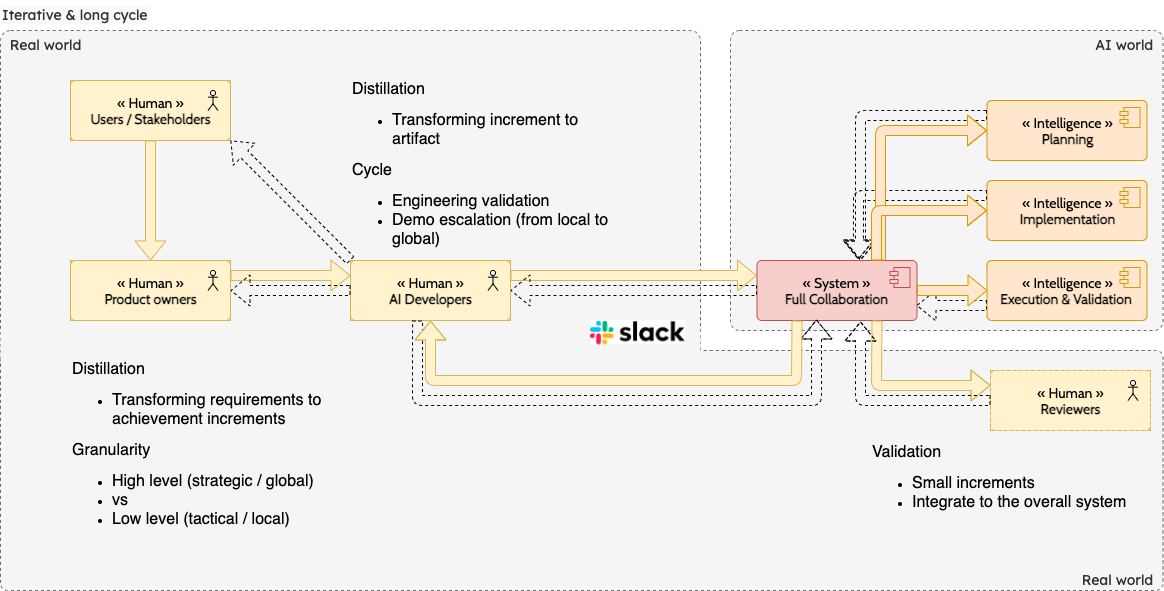 Iterative & long cycle
Real world
AI world
« Human »
Users / Stakeholders
Distillation
• Transforming increment to
artifact
Cycle
• Engineering validation
• Demo escalation (from local to
global)
« Intelligence »
Planning
« Intelligence »
Implementation
« Human »
Product owners
« Human »
AI Developers
« System »
Full Collaboration
« Intelligence »
Execution & Validation
slack
Distillation
• Transforming requirements to
achievement increments
Granularity
• High level (strategic / global)
• vs
• Low level (tactical / local)
« Human »
Reviewers
Validation
• Small increments
• Integrate to the overall system
Real world